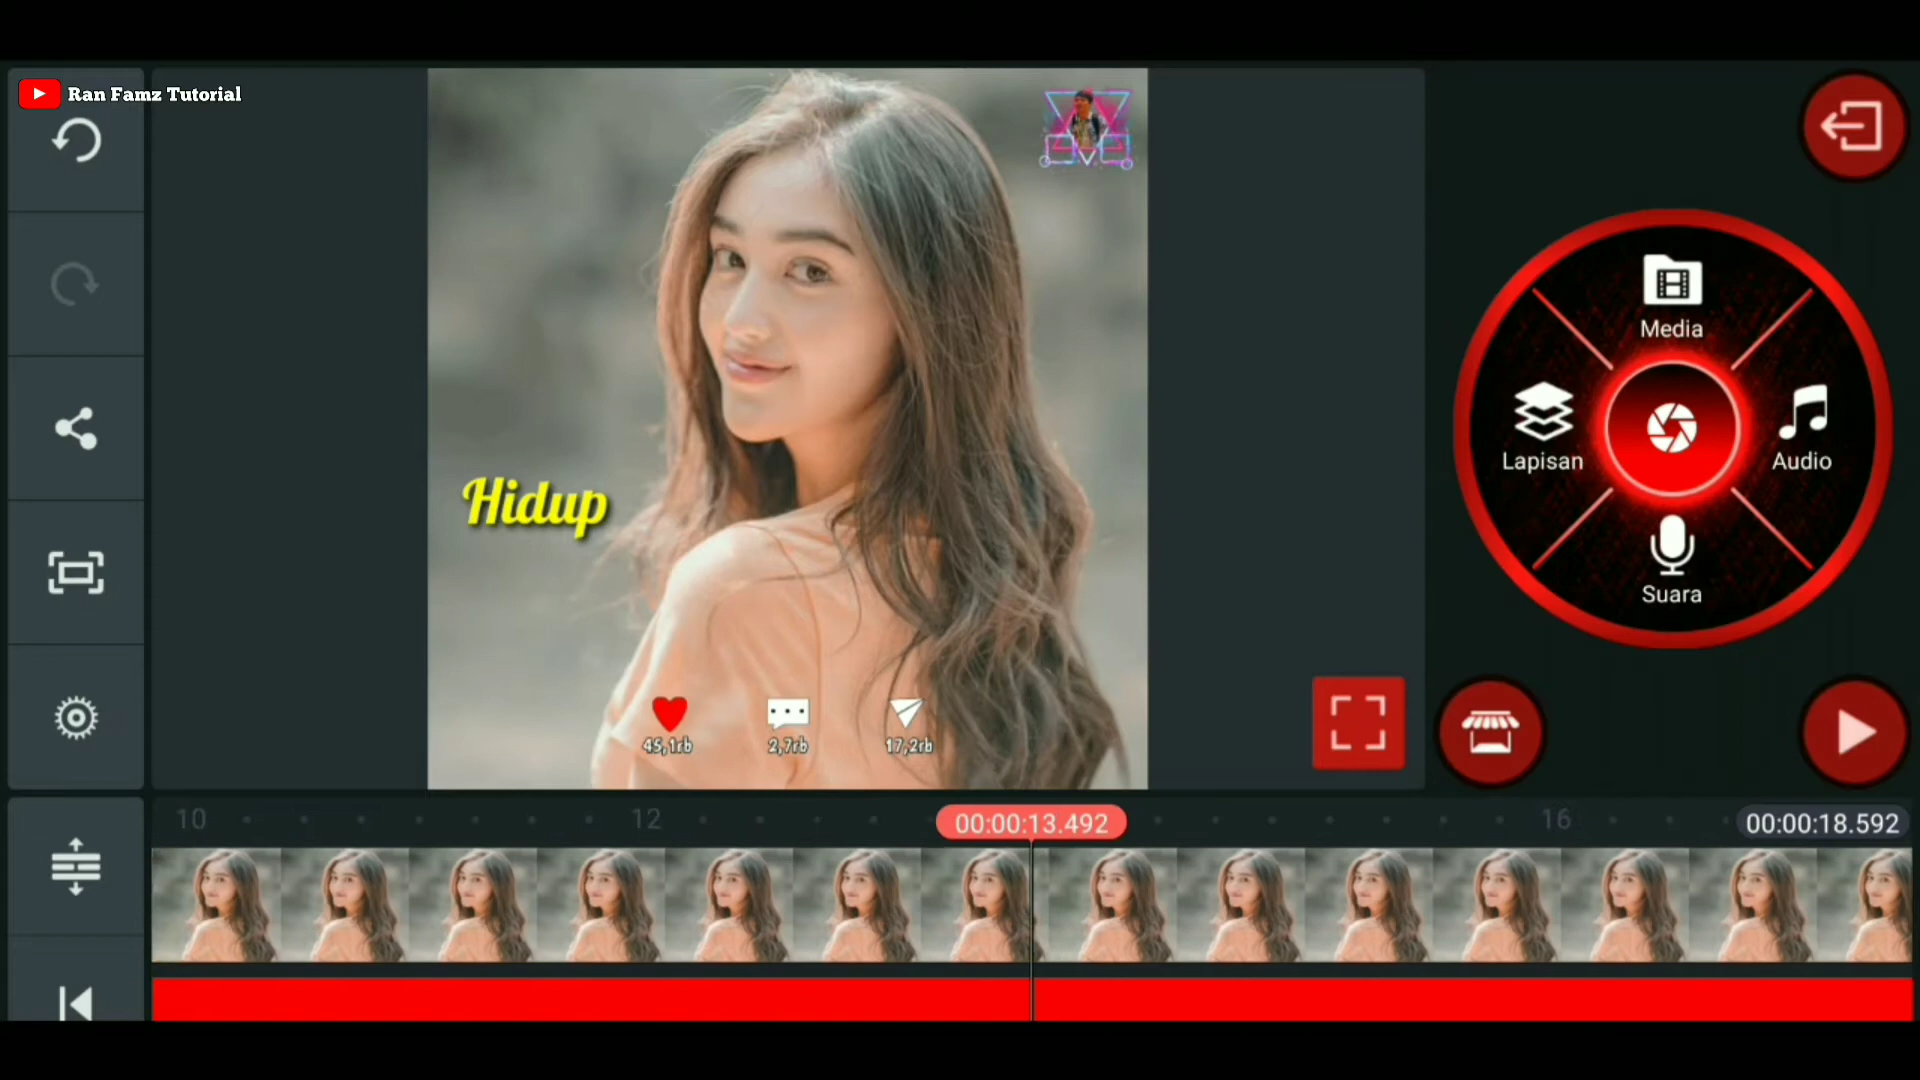 Ran Famz Tutorial
Media
Lapisan
Audio
Suara
Hidup
45,1rb
2,7rb
17,2rb
10
12
00:00:13.492
16
00:00:18.592